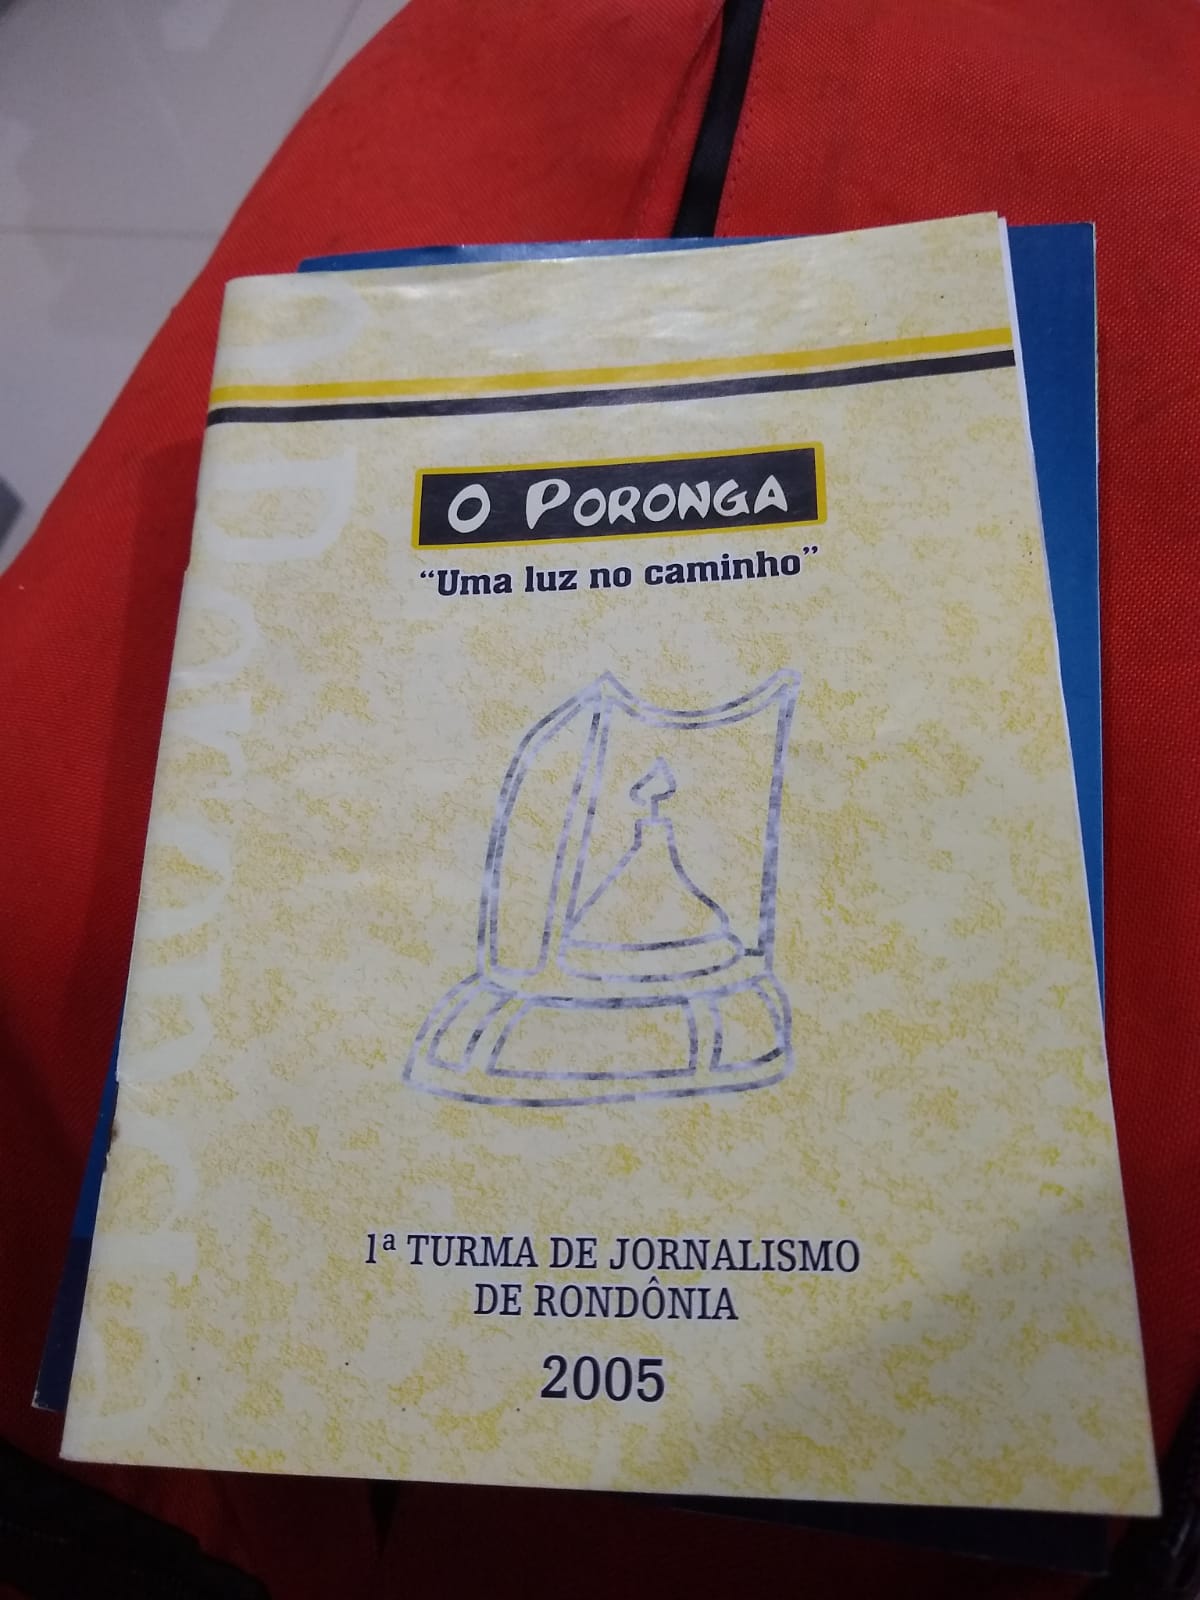 O PORONGA
“Uma luz no caminho”
1ª TURMA DE JORNALISMO
DE RONDÔNIA
2005